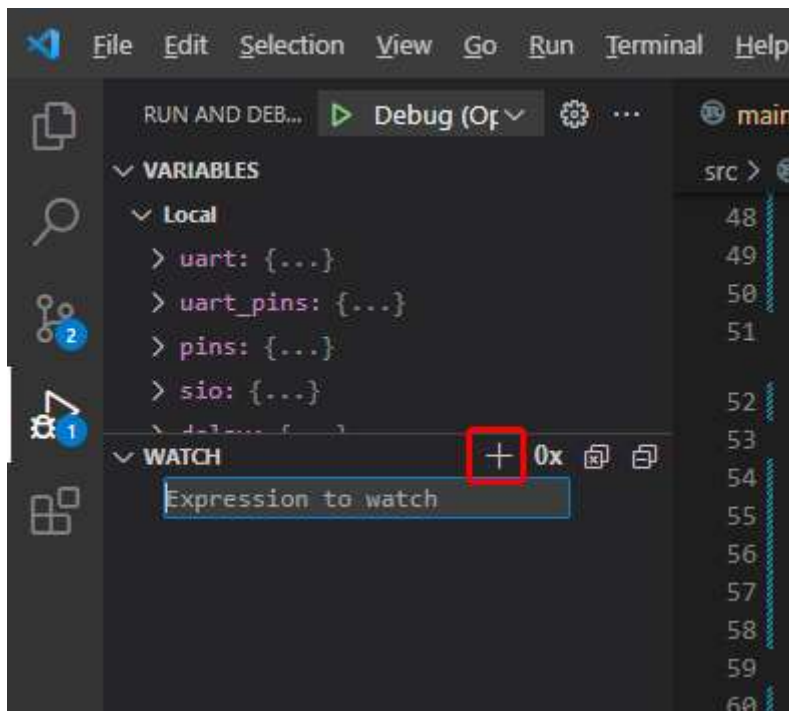 File Edit Selection View Go Run Terminal Help
RUN AND DEB... Debug (Op
main
VARIABLES
src >
Local
48
> uart: {...}
49
> uart_pins: {...}
50
> pins: {...}
51
2
> sio: {...}
52
1
WATCH 0x
53
Expression to watch
54
55
56
57
58
59
60